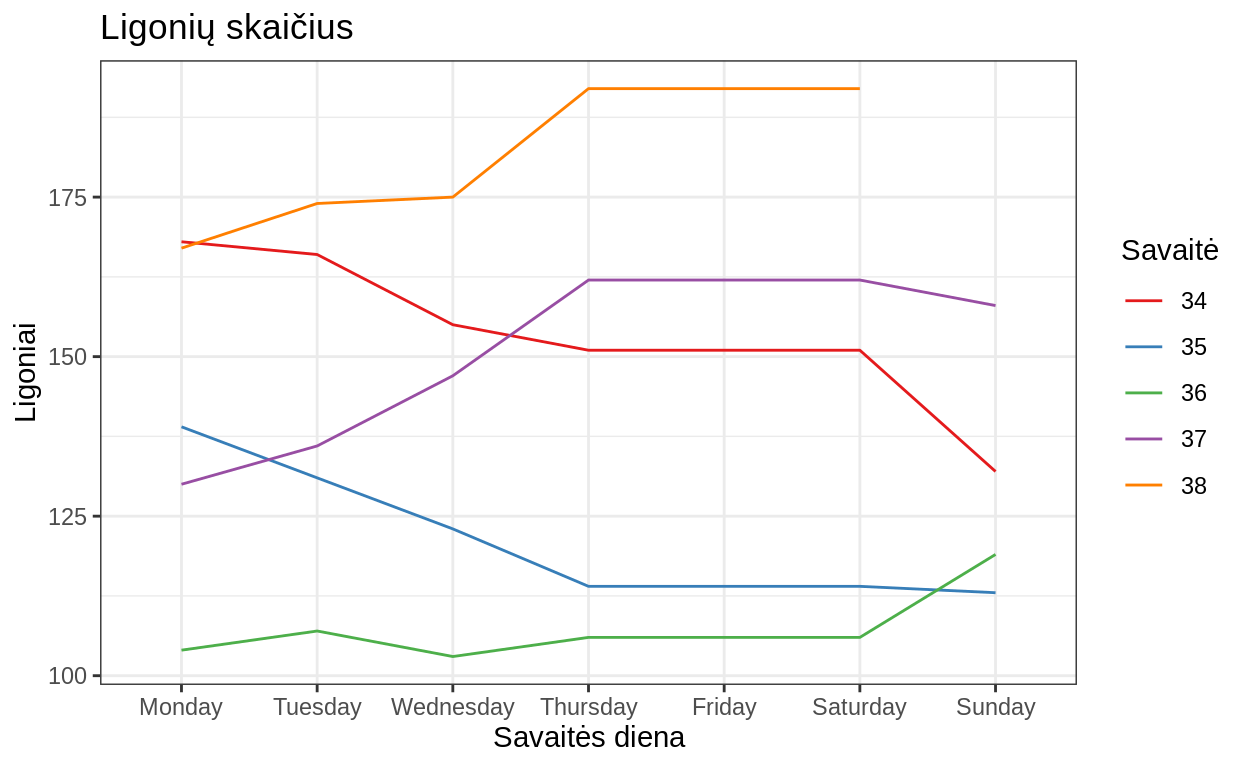 Ligonių skaičius
Ligoniai
175
150
125
100
Monday Tuesday Wednesday Thursday Friday Saturday Sunday
Savaitės diena
Savaitė
34
35
36
37
38